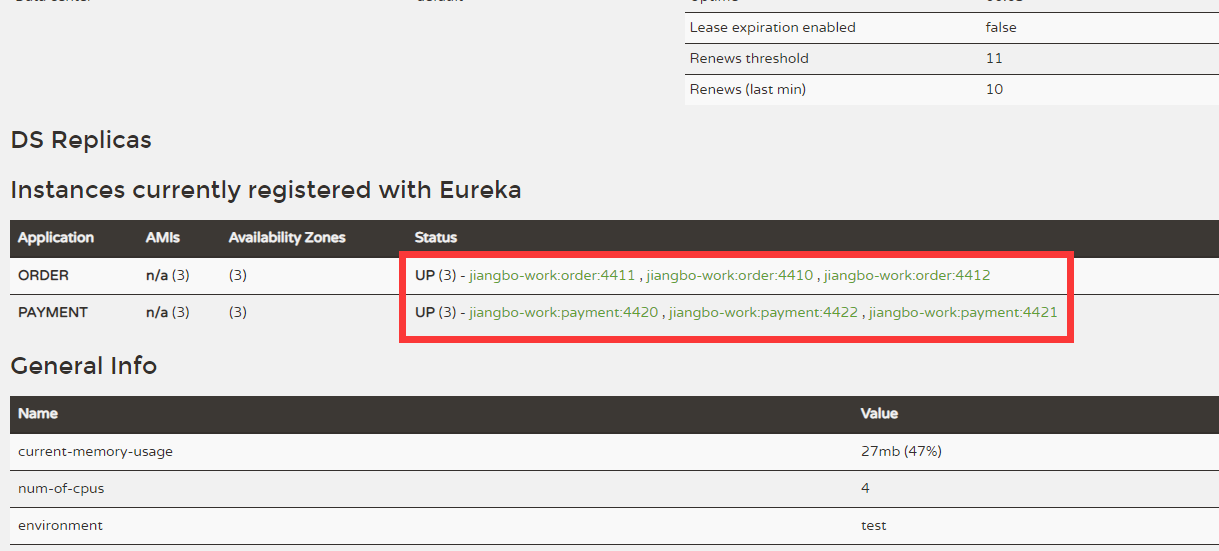 Lease expiration enabled false
Renews threshold 11
Renews (last min) 10
DS Replicas
Instances currently registered with Eureka
Application AMIs Availability Zones Status
ORDER n/a (3) (3) UP (3) - jiangbo-work:order:4411 , jiangbo-work:order:4410 , jiangbo-work:order:4412
PAYMENT n/a (3) (3) UP (3) - jiangbo-work:payment:4420 , jiangbo-work:payment:4422 , jiangbo-work:payment:4421
General Info
Name Value
current-memory-usage 27mb (47%)
num-of-cpus 4
environment test